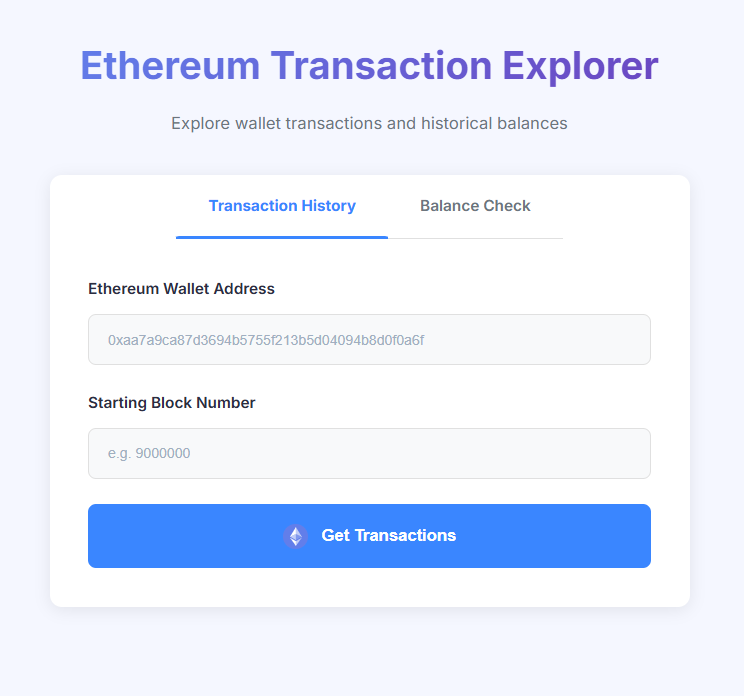 Ethereum Transaction Explorer
Explore wallet transactions and historical balances
Transaction History Balance Check
Ethereum Wallet Address
0xaa7a9ca87d3694b5755f213b5d04094b8d0f0a6f
Starting Block Number
e.g. 9000000
Get Transactions